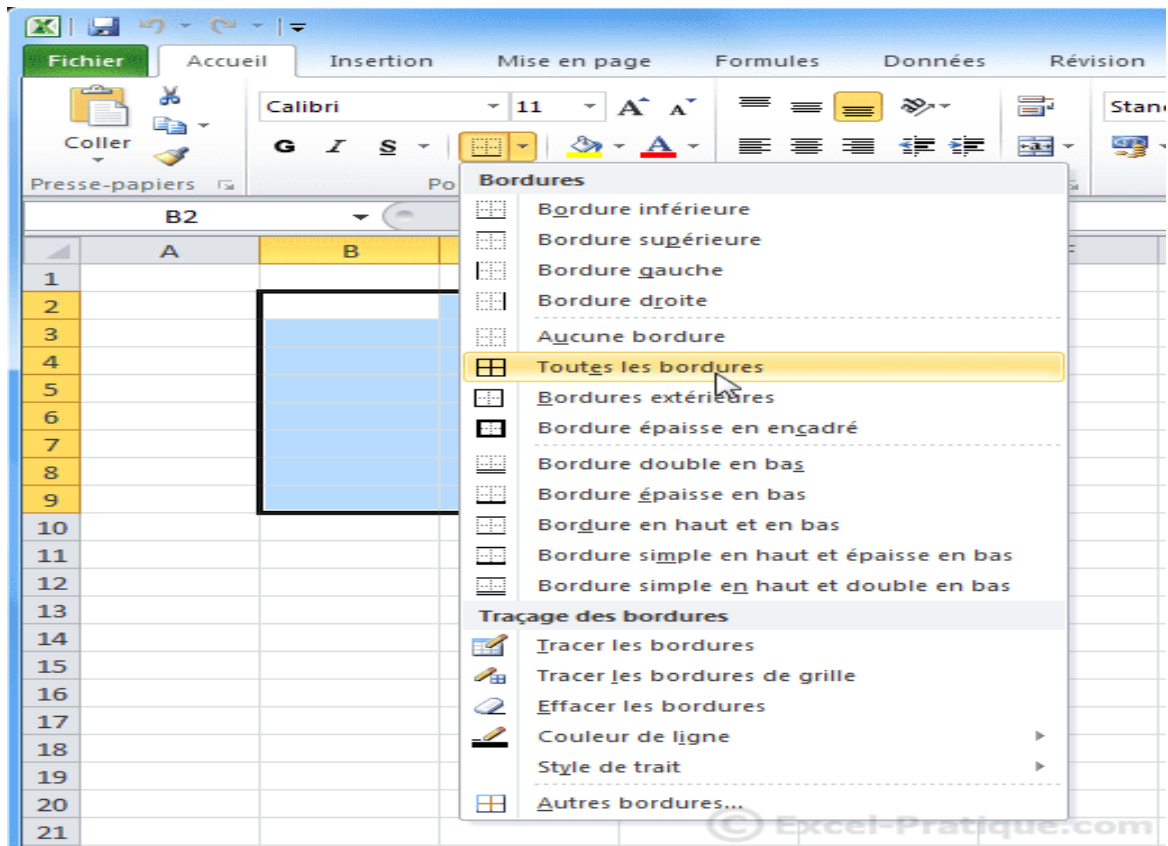 Fichier Accueil Insertion Mise en page Formules Données Révision
Calibri 11 A A Stan
Coller G I S A
Presse-papiers Po
B2
A B
Bordures
Bordure inférieure
Bordure supérieure
Bordure gauche
Bordure droite
Aucune bordure
Toutes les bordures
Bordures extérieures
Bordure épaisse en encadré
Bordure double en bas
Bordure épaisse en bas
Bordure en haut et en bas
Bordure simple en haut et épaisse en bas
Bordure simple en haut et double en bas
Traçage des bordures
Tracer les bordures
Tracer les bordures de grille
Effacer les bordures
Couleur de ligne
Style de trait
Autres bordures...
1
2
3
4
5
6
7
8
9
10
11
12
13
14
15
16
17
18
19
20
21
© Excel-Pratique.com